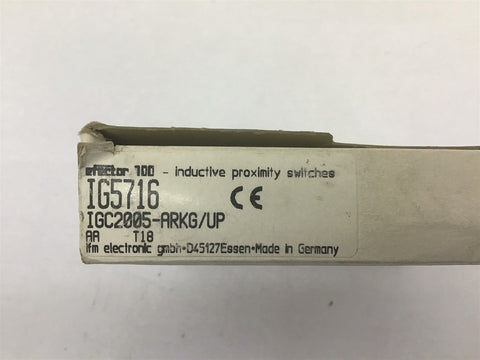 efector 100 - inductive proximity switches
IG5716 CE
IGC2005-ARKG/UP
AA T18
ifm electronic gmbh•D45127Essen•Made in Germany